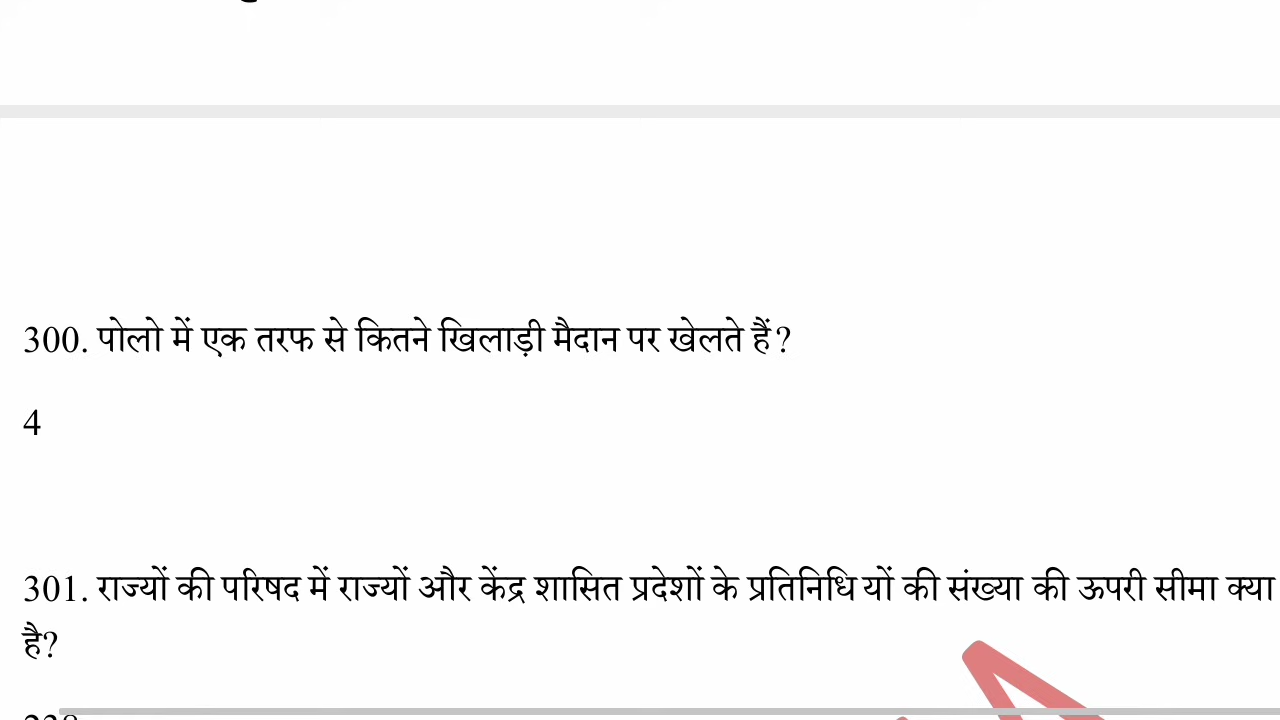 300. पोलो में एक तरफ से कितने खिलाड़ी मैदान पर खेलते हैं?
4
301. राज्यों की परिषद में राज्यों और केंद्र शासित प्रदेशों के प्रतिनिधियों की संख्या की ऊपरी सीमा क्या
है?